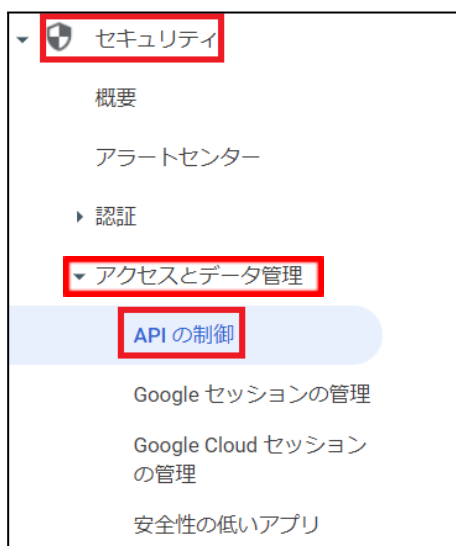 セキュリティ
概要
アラートセンター
認証
アクセスとデータ管理
API の制御
Google セッションの管理
Google Cloud セッション
の管理
安全性の低いアプリ